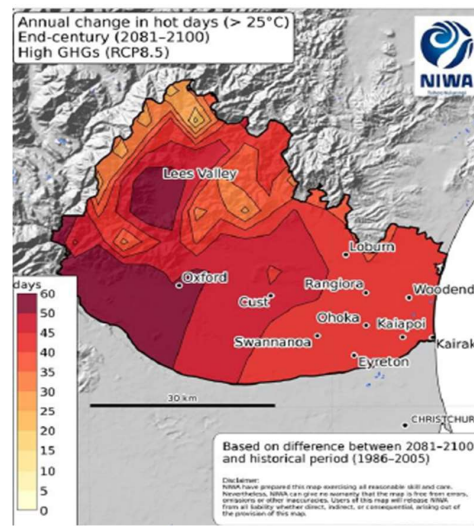 Annual change in hot days (> 25°C)
End-century (2081–2100)
High GHGs (RCP8.5)
NIWA
Lees Valley
Loburn
Oxford
Rangiora
Woodend
Cust
Ohoka
Kaiapoi
Swannanoa
Kairak
Eyreton
days
60
50
45
40
35
30
25
20
15
10
5
0
30 km
CHRISTCHURC
Based on difference between 2081–2100
and historical period (1986–2005)
Disclaimer:
NIWA have prepared this map exercising all reasonable skill and care.
Nevertheless, NIWA can give no warranty that the map is free from errors,
omissions or other inaccuracies. Users of this map will release NIWA
from all liability whether direct, indirect, or consequential, arising out of
the provision of this map.